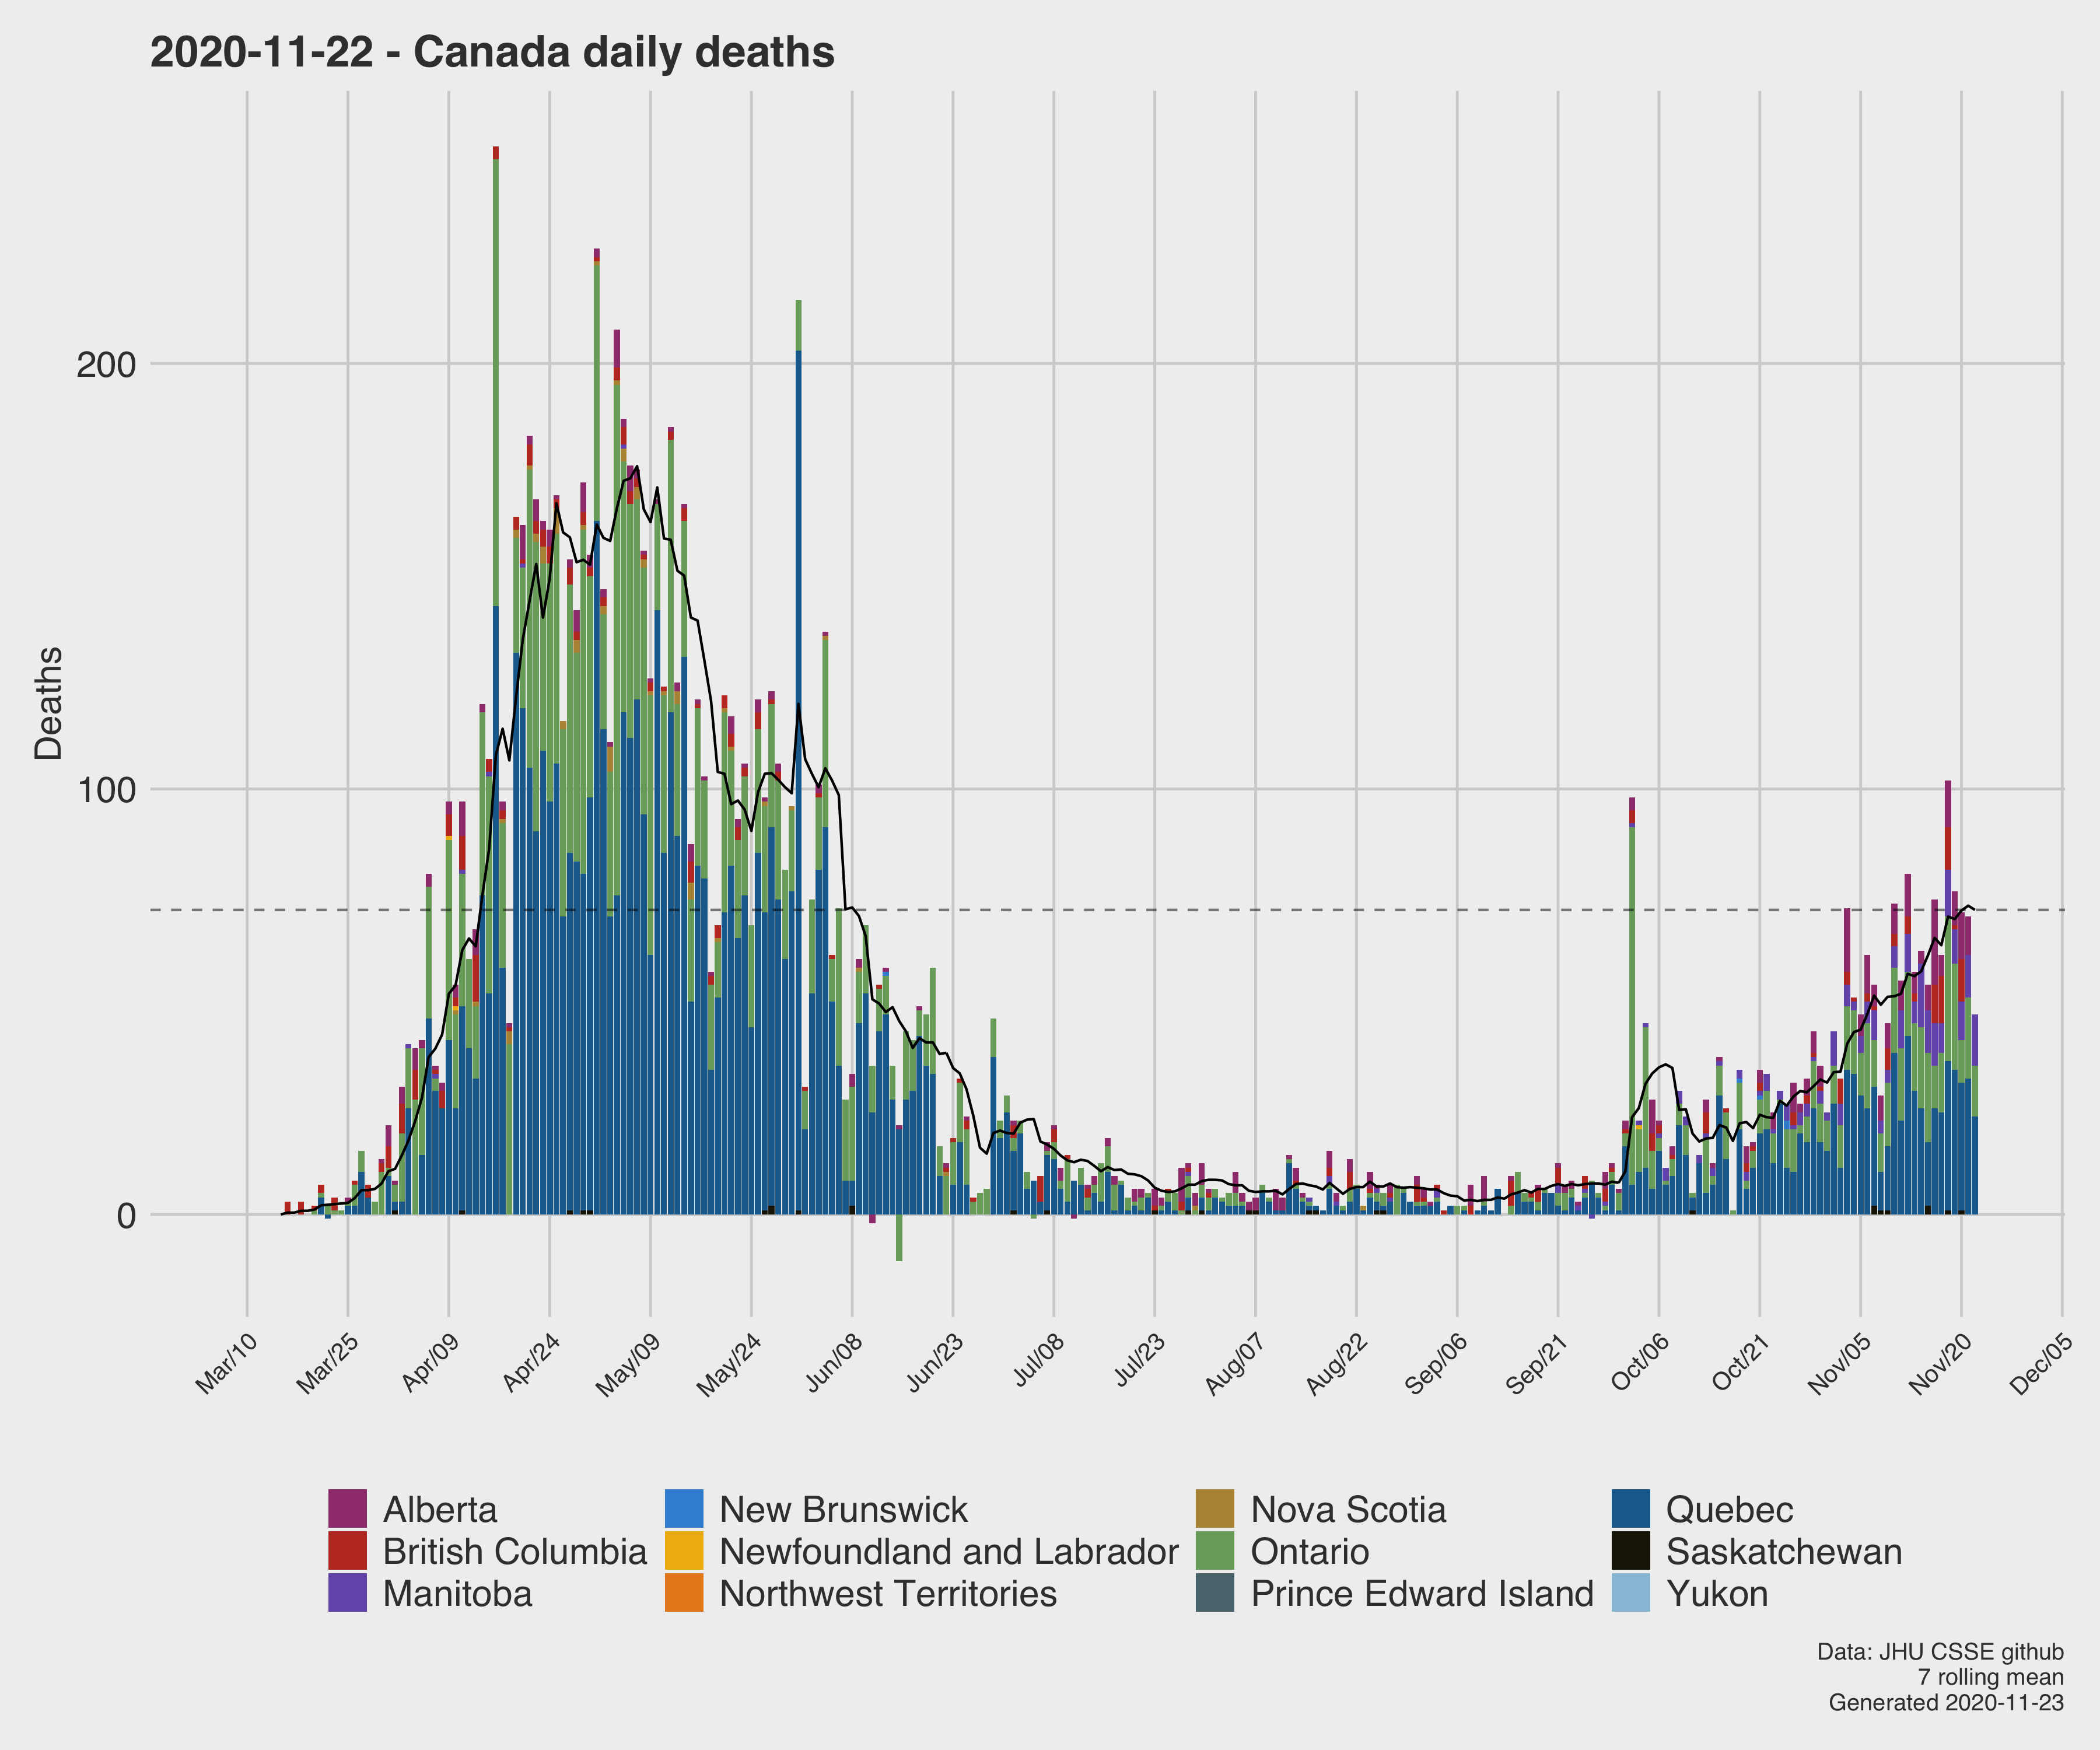 2020-11-22 - Canada daily deaths
Deaths
200
100
0
Mar/10
Mar/25
Apr/09
Apr/24
May/09
May/24
Jun/08
Jun/23
Jul/08
Jul/23
Aug/07
Aug/22
Sep/06
Sep/21
Oct/06
Oct/21
Nov/05
Nov/20
Dec/05
Alberta
New Brunswick
Nova Scotia
Quebec
British Columbia
Newfoundland and Labrador
Ontario
Saskatchewan
Manitoba
Northwest Territories
Prince Edward Island
Yukon
Data: JHU CSSE github
7 rolling mean
Generated 2020-11-23